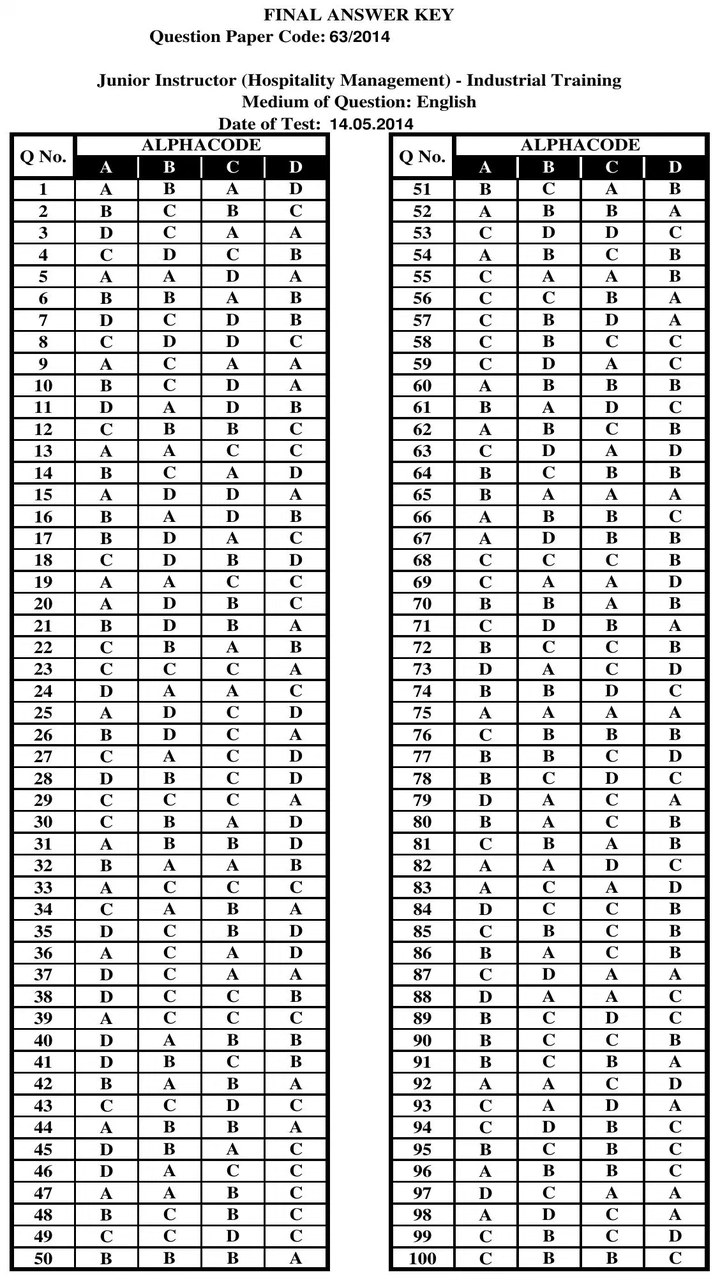 FINAL ANSWER KEY
Question Paper Code: 63/2014
Junior Instructor (Hospitality Management) - Industrial Training
Medium of Question: English
Date of Test: 14.05.2014
Q No. ALPHACODE
A B C D
1 A B A D
2 B C B C
3 D C A A
4 C D C B
5 A A D A
6 B B A B
7 D C D B
8 C D D C
9 A C A A
10 B C D A
11 D A D B
12 C B B C
13 A A C C
14 B C A D
15 A D D A
16 B A D B
17 B D A C
18 C D B D
19 A A C C
20 A D B C
21 B D B A
22 C B A B
23 C C C A
24 D A A C
25 A D C D
26 B D C A
27 C A C D
28 D B C D
29 C C C A
30 C B A D
31 A B B D
32 B A A B
33 A C C C
34 C A B A
35 D C B D
36 A C A D
37 D C A A
38 D C C B
39 A C C C
40 D A B B
41 D B C B
42 B A B A
43 C C D C
44 A B B A
45 D B A C
46 D A C C
47 A A B C
48 B C B C
49 C C D C
50 B B B A
Q No. ALPHACODE
A B C D
51 B C A B
52 A B B A
53 C D D C
54 A B C B
55 C A A B
56 C C B A
57 C B D A
58 C B C C
59 C D A C
60 A B B B
61 B A D C
62 A B C B
63 C D A D
64 B C B B
65 B A A A
66 A B B C
67 A D B B
68 C C C B
69 C A A D
70 B B A B
71 C D B A
72 B C C B
73 D A C D
74 B B D C
75 A A A A
76 C B B B
77 B B C D
78 B C D C
79 D A C A
80 B A C B
81 C B A B
82 A A D C
83 A C A D
84 D C C B
85 C B C B
86 B A C B
87 C D A A
88 D A A C
89 B C D C
90 B C C B
91 B C B A
92 A A C D
93 C A D A
94 C D B C
95 B C B C
96 A B B C
97 D C A A
98 A D C A
99 C B C D
100 C B B C